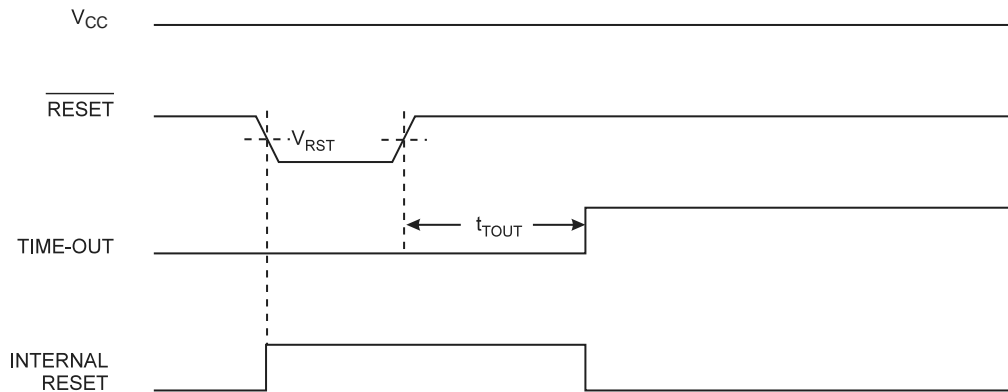 VCC
RESET
VRST
tTOUT
TIME-OUT
INTERNAL
RESET